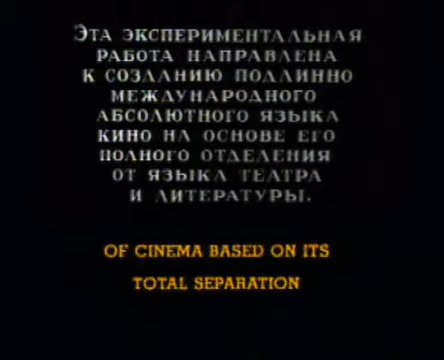 Эта экспериментальная
работа направлена
к созданию подлинно
международного
абсолютного языка
кино на основе его
полного отделения
от языка театра
и литературы.
OF CINEMA BASED ON ITS
TOTAL SEPARATION